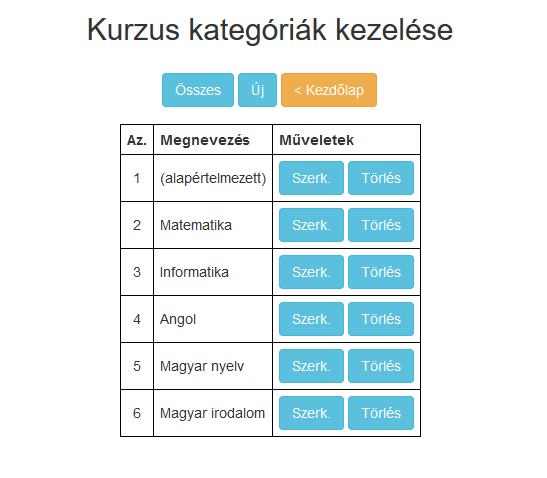 Kurzus kategóriák kezelése
Összes Új < Kezdõlap
Az. Megnevezés Műveletek
1 (alapértelmezett) Szerk. Törlés
2 Matematika Szerk. Törlés
3 Informatika Szerk. Törlés
4 Angol Szerk. Törlés
5 Magyar nyelv Szerk. Törlés
6 Magyar irodalom Szerk. Törlés